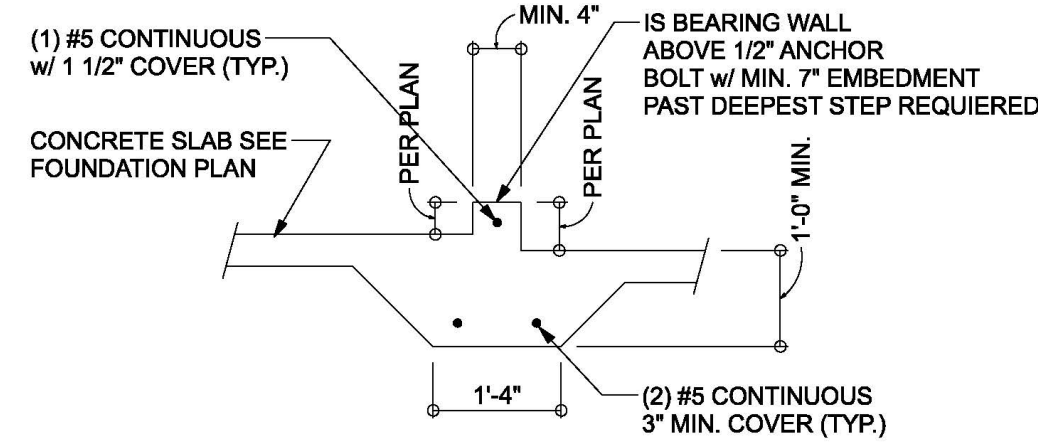 MIN. 4"
(1) #5 CONTINUOUS
w/ 1 1/2" COVER (TYP.)
IS BEARING WALL
ABOVE 1/2" ANCHOR
BOLT w/ MIN. 7" EMBEDMENT
PAST DEEPEST STEP REQUIERED
CONCRETE SLAB SEE
FOUNDATION PLAN
PER PLAN
PER PLAN
1'-0" MIN.
1'-4"
(2) #5 CONTINUOUS
3" MIN. COVER (TYP.)